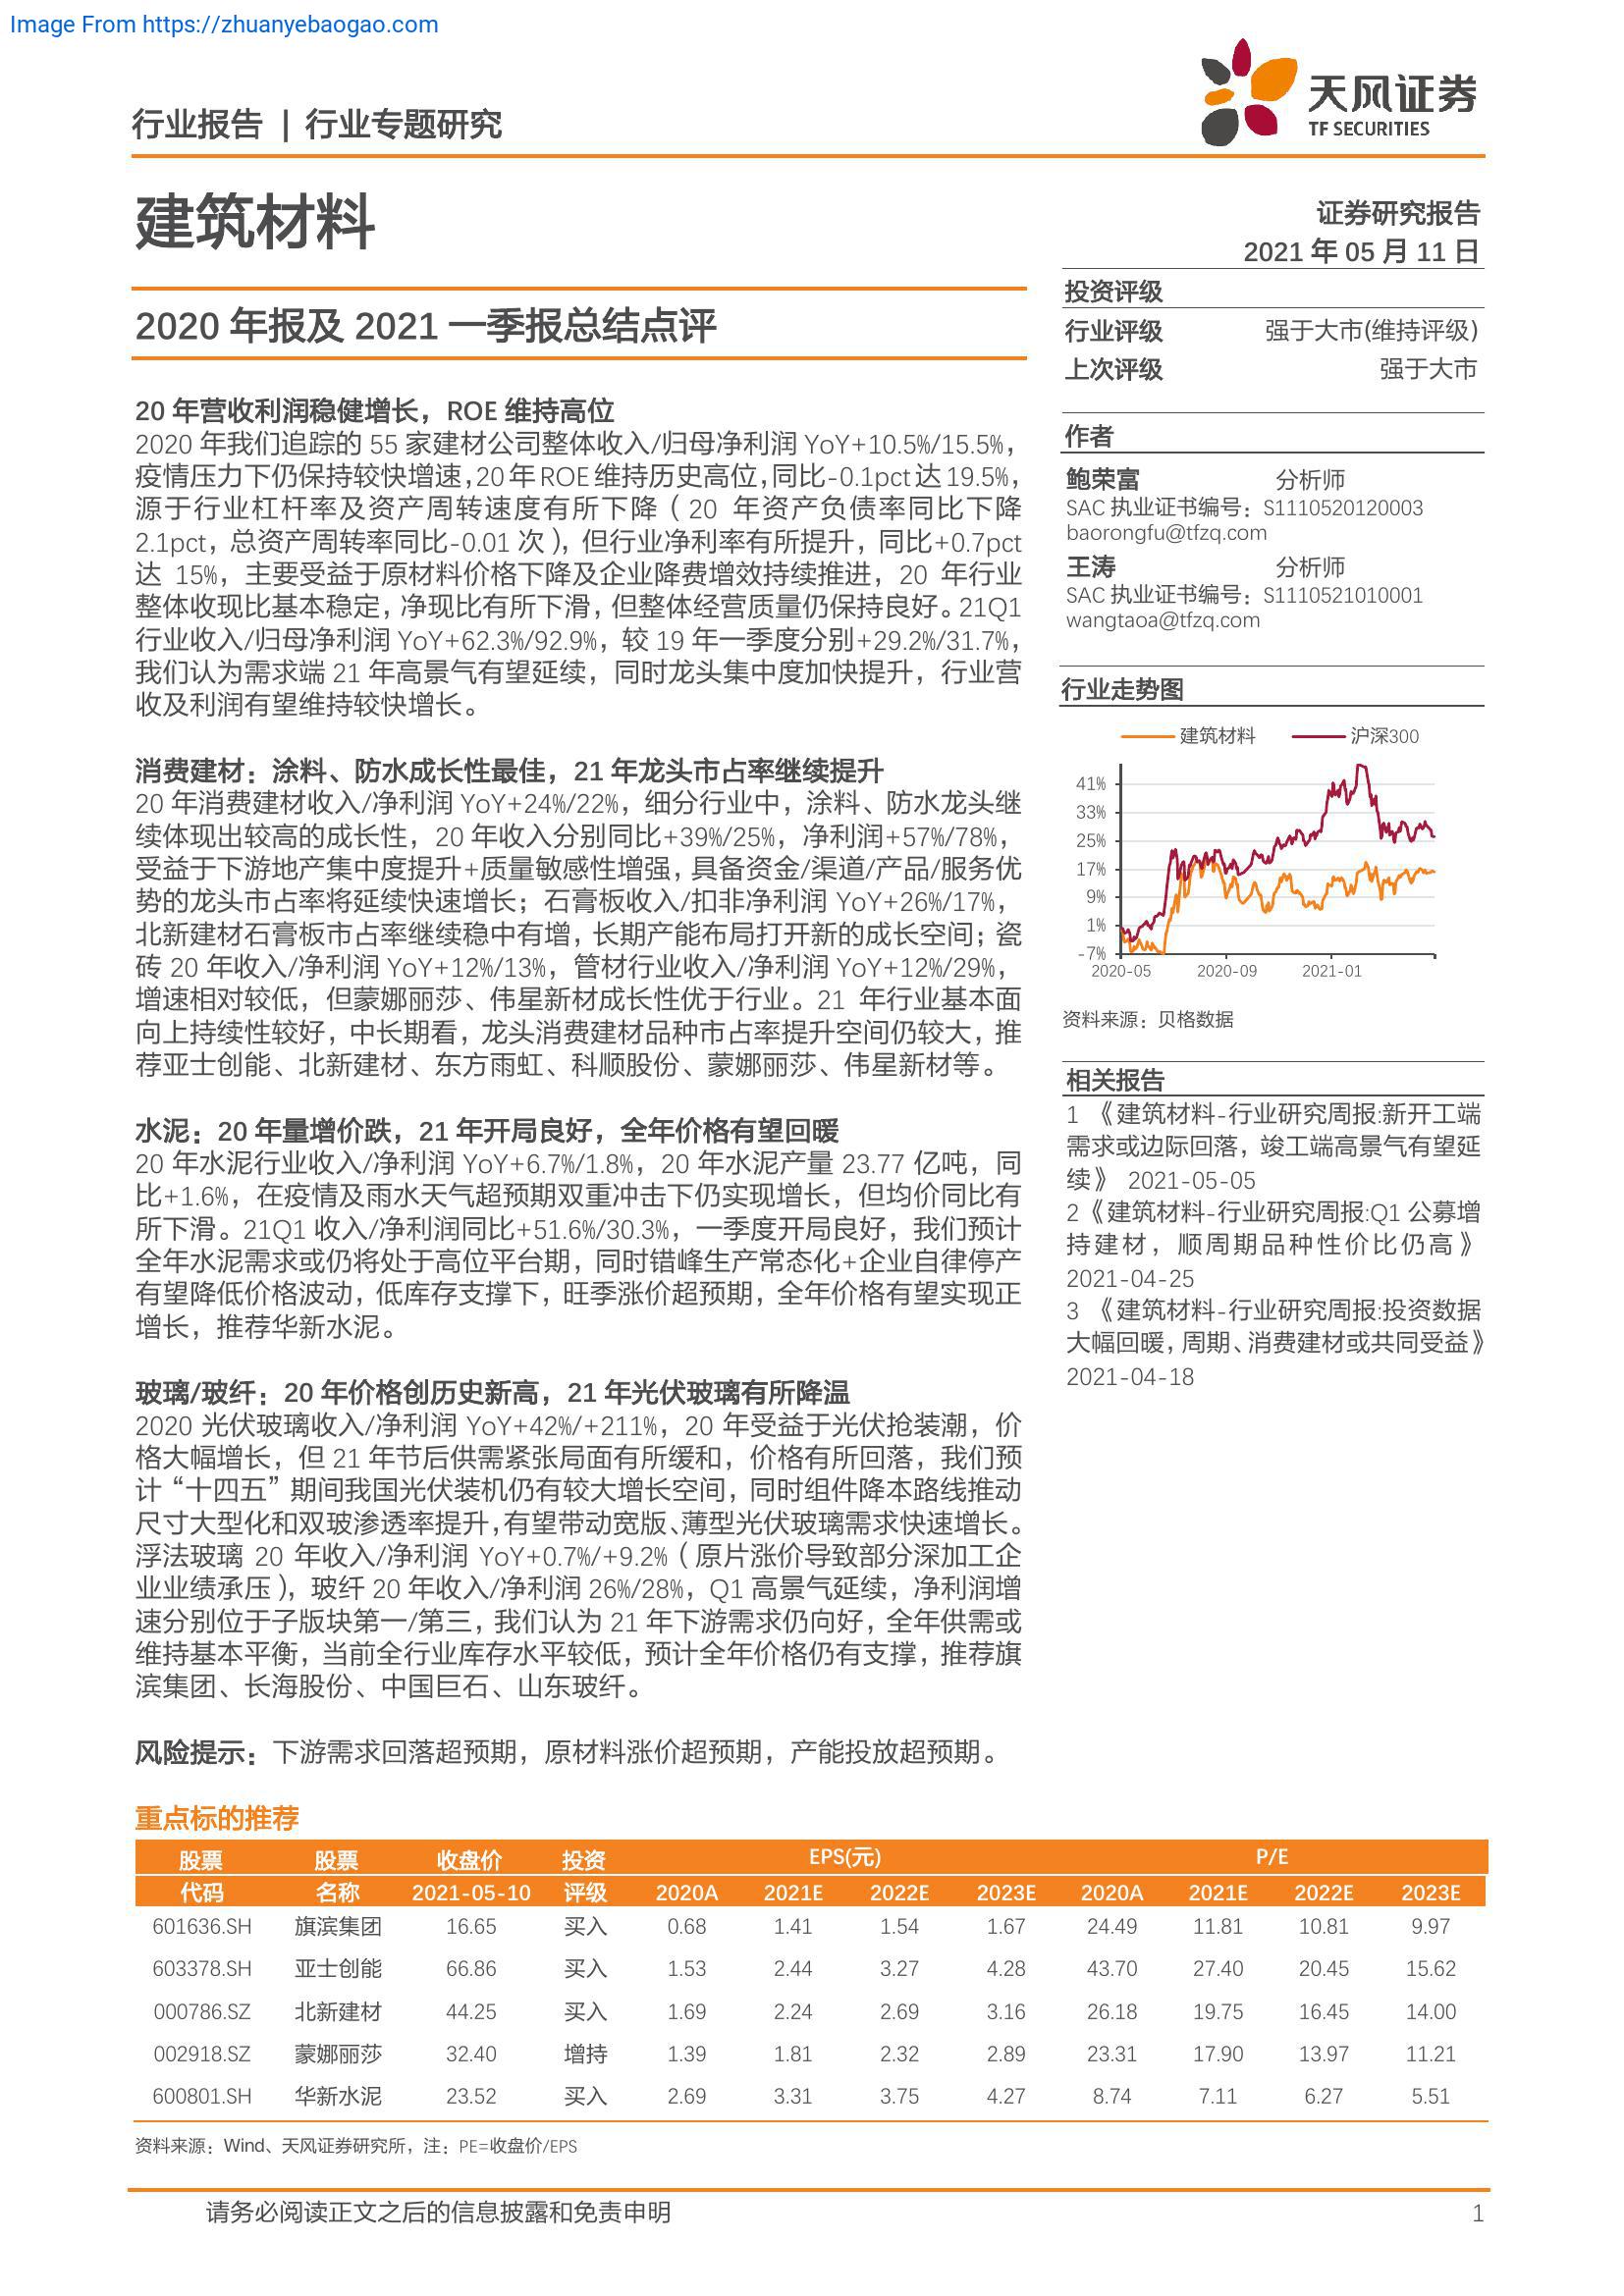 Image From https://zhuanyebaogao.com
行业报告 | 行业专题研究
天风证券
TF SECURITIES
建筑材料
证券研究报告
2021 年 05 月 11 日
2020 年报及 2021 一季报总结点评
投资评级
行业评级 强于大市(维持评级)
上次评级 强于大市
20 年营收利润稳健增长，ROE 维持高位
2020 年我们追踪的 55 家建材公司整体收入/归母净利润 YoY+10.5%/15.5%，
疫情压力下仍保持较快增速，20 年 ROE 维持历史高位，同比-0.1pct 达 19.5%，
源于行业杠杆率及资产周转速度有所下降（20 年资产负债率同比下降
2.1pct，总资产周转率同比-0.01 次），但行业净利率有所提升，同比+0.7pct
达 15%，主要受益于原材料价格下降及企业降费增效持续推进，20 年行业
整体收现比基本稳定，净现比有所下滑，但整体经营质量仍保持良好。21Q1
行业收入/归母净利润 YoY+62.3%/92.9%，较 19 年一季度分别+29.2%/31.7%，
我们认为需求端 21 年高景气有望延续，同时龙头集中度加快提升，行业营
收及利润有望维持较快增长。
消费建材：涂料、防水成长性最佳，21 年龙头市占率继续提升
20 年消费建材收入/净利润 YoY+24%/22%，细分行业中，涂料、防水龙头继
续体现出较高的成长性，20 年收入分别同比+39%/25%，净利润+57%/78%，
受益于下游地产集中度提升+质量敏感性增强，具备资金/渠道/产品/服务优
势的龙头市占率将延续快速增长；石膏板收入/扣非净利润 YoY+26%/17%，
北新建材石膏板市占率继续稳中有增，长期产能布局打开新的成长空间；瓷
砖 20 年收入/净利润 YoY+12%/13%，管材行业收入/净利润 YoY+12%/29%，
增速相对较低，但蒙娜丽莎、伟星新材成长性优于行业。21 年行业基本面
向上持续性较好，中长期看，龙头消费建材品种市占率提升空间仍较大，推
荐亚士创能、北新建材、东方雨虹、科顺股份、蒙娜丽莎、伟星新材等。
水泥：20 年量增价跌，21 年开局良好，全年价格有望回暖
20 年水泥行业收入/净利润 YoY+6.7%/1.8%，20 年水泥产量 23.77 亿吨，同
比+1.6%，在疫情及雨水天气超预期双重冲击下仍实现增长，但均价同比有
所下滑。21Q1 收入/净利润同比+51.6%/30.3%，一季度开局良好，我们预计
全年水泥需求或仍将处于高位平台期，同时错峰生产常态化+企业自律停产
有望降低价格波动，低库存支撑下，旺季涨价超预期，全年价格有望实现正
增长，推荐华新水泥。
玻璃/玻纤：20 年价格创历史新高，21 年光伏玻璃有所降温
2020 光伏玻璃收入/净利润 YoY+42%/+211%，20 年受益于光伏抢装潮，价
格大幅增长，但 21 年节后供需紧张局面有所缓和，价格有所回落，我们预
计“十四五”期间我国光伏装机仍有较大增长空间，同时组件降本路线推动
尺寸大型化和双玻渗透率提升，有望带动宽版、薄型光伏玻璃需求快速增长。
浮法玻璃 20 年收入/净利润 YoY+0.7%/+9.2%（原片涨价导致部分深加工企
业业绩承压），玻纤 20 年收入/净利润 26%/28%，Q1 高景气延续，净利润增
速分别位于子版块第一/第三，我们认为 21 年下游需求仍向好，全年供需或
维持基本平衡，当前全行业库存水平较低，预计全年价格仍有支撑，推荐旗
滨集团、长海股份、中国巨石、山东玻纤。
风险提示：下游需求回落超预期，原材料涨价超预期，产能投放超预期。
作者
鲍荣富 分析师
SAC 执业证书编号：S1110520120003
baorongfu@tfzq.com
王涛 分析师
SAC 执业证书编号：S1110521010001
wangtaoa@tfzq.com
行业走势图
建筑材料 沪深300
41%
33%
25%
17%
9%
1%
-7%
2020-05 2020-09 2021-01
资料来源：贝格数据
相关报告
1 《建筑材料-行业研究周报:新开工端
需求或边际回落，竣工端高景气有望延
续》 2021-05-05
2《建筑材料-行业研究周报:Q1 公募增
持建材，顺周期品种性价比仍高》
2021-04-25
3 《建筑材料-行业研究周报:投资数据
大幅回暖，周期、消费建材或共同受益》
2021-04-18
重点标的推荐
股票 股票 收盘价 投资 EPS(元) P/E
代码 名称 2021-05-10 评级 2020A 2021E 2022E 2023E 2020A 2021E 2022E 2023E
601636.SH 旗滨集团 16.65 买入 0.68 1.41 1.54 1.67 24.49 11.81 10.81 9.97
603378.SH 亚士创能 66.86 买入 1.53 2.44 3.27 4.28 43.70 27.40 20.45 15.62
000786.SZ 北新建材 44.25 买入 1.69 2.24 2.69 3.16 26.18 19.75 16.45 14.00
002918.SZ 蒙娜丽莎 32.40 增持 1.39 1.81 2.32 2.89 23.31 17.90 13.97 11.21
600801.SH 华新水泥 23.52 买入 2.69 3.31 3.75 4.27 8.74 7.11 6.27 5.51
资料来源：Wind、天风证券研究所，注：PE=收盘价/EPS
请务必阅读正文之后的信息披露和免责申明 1